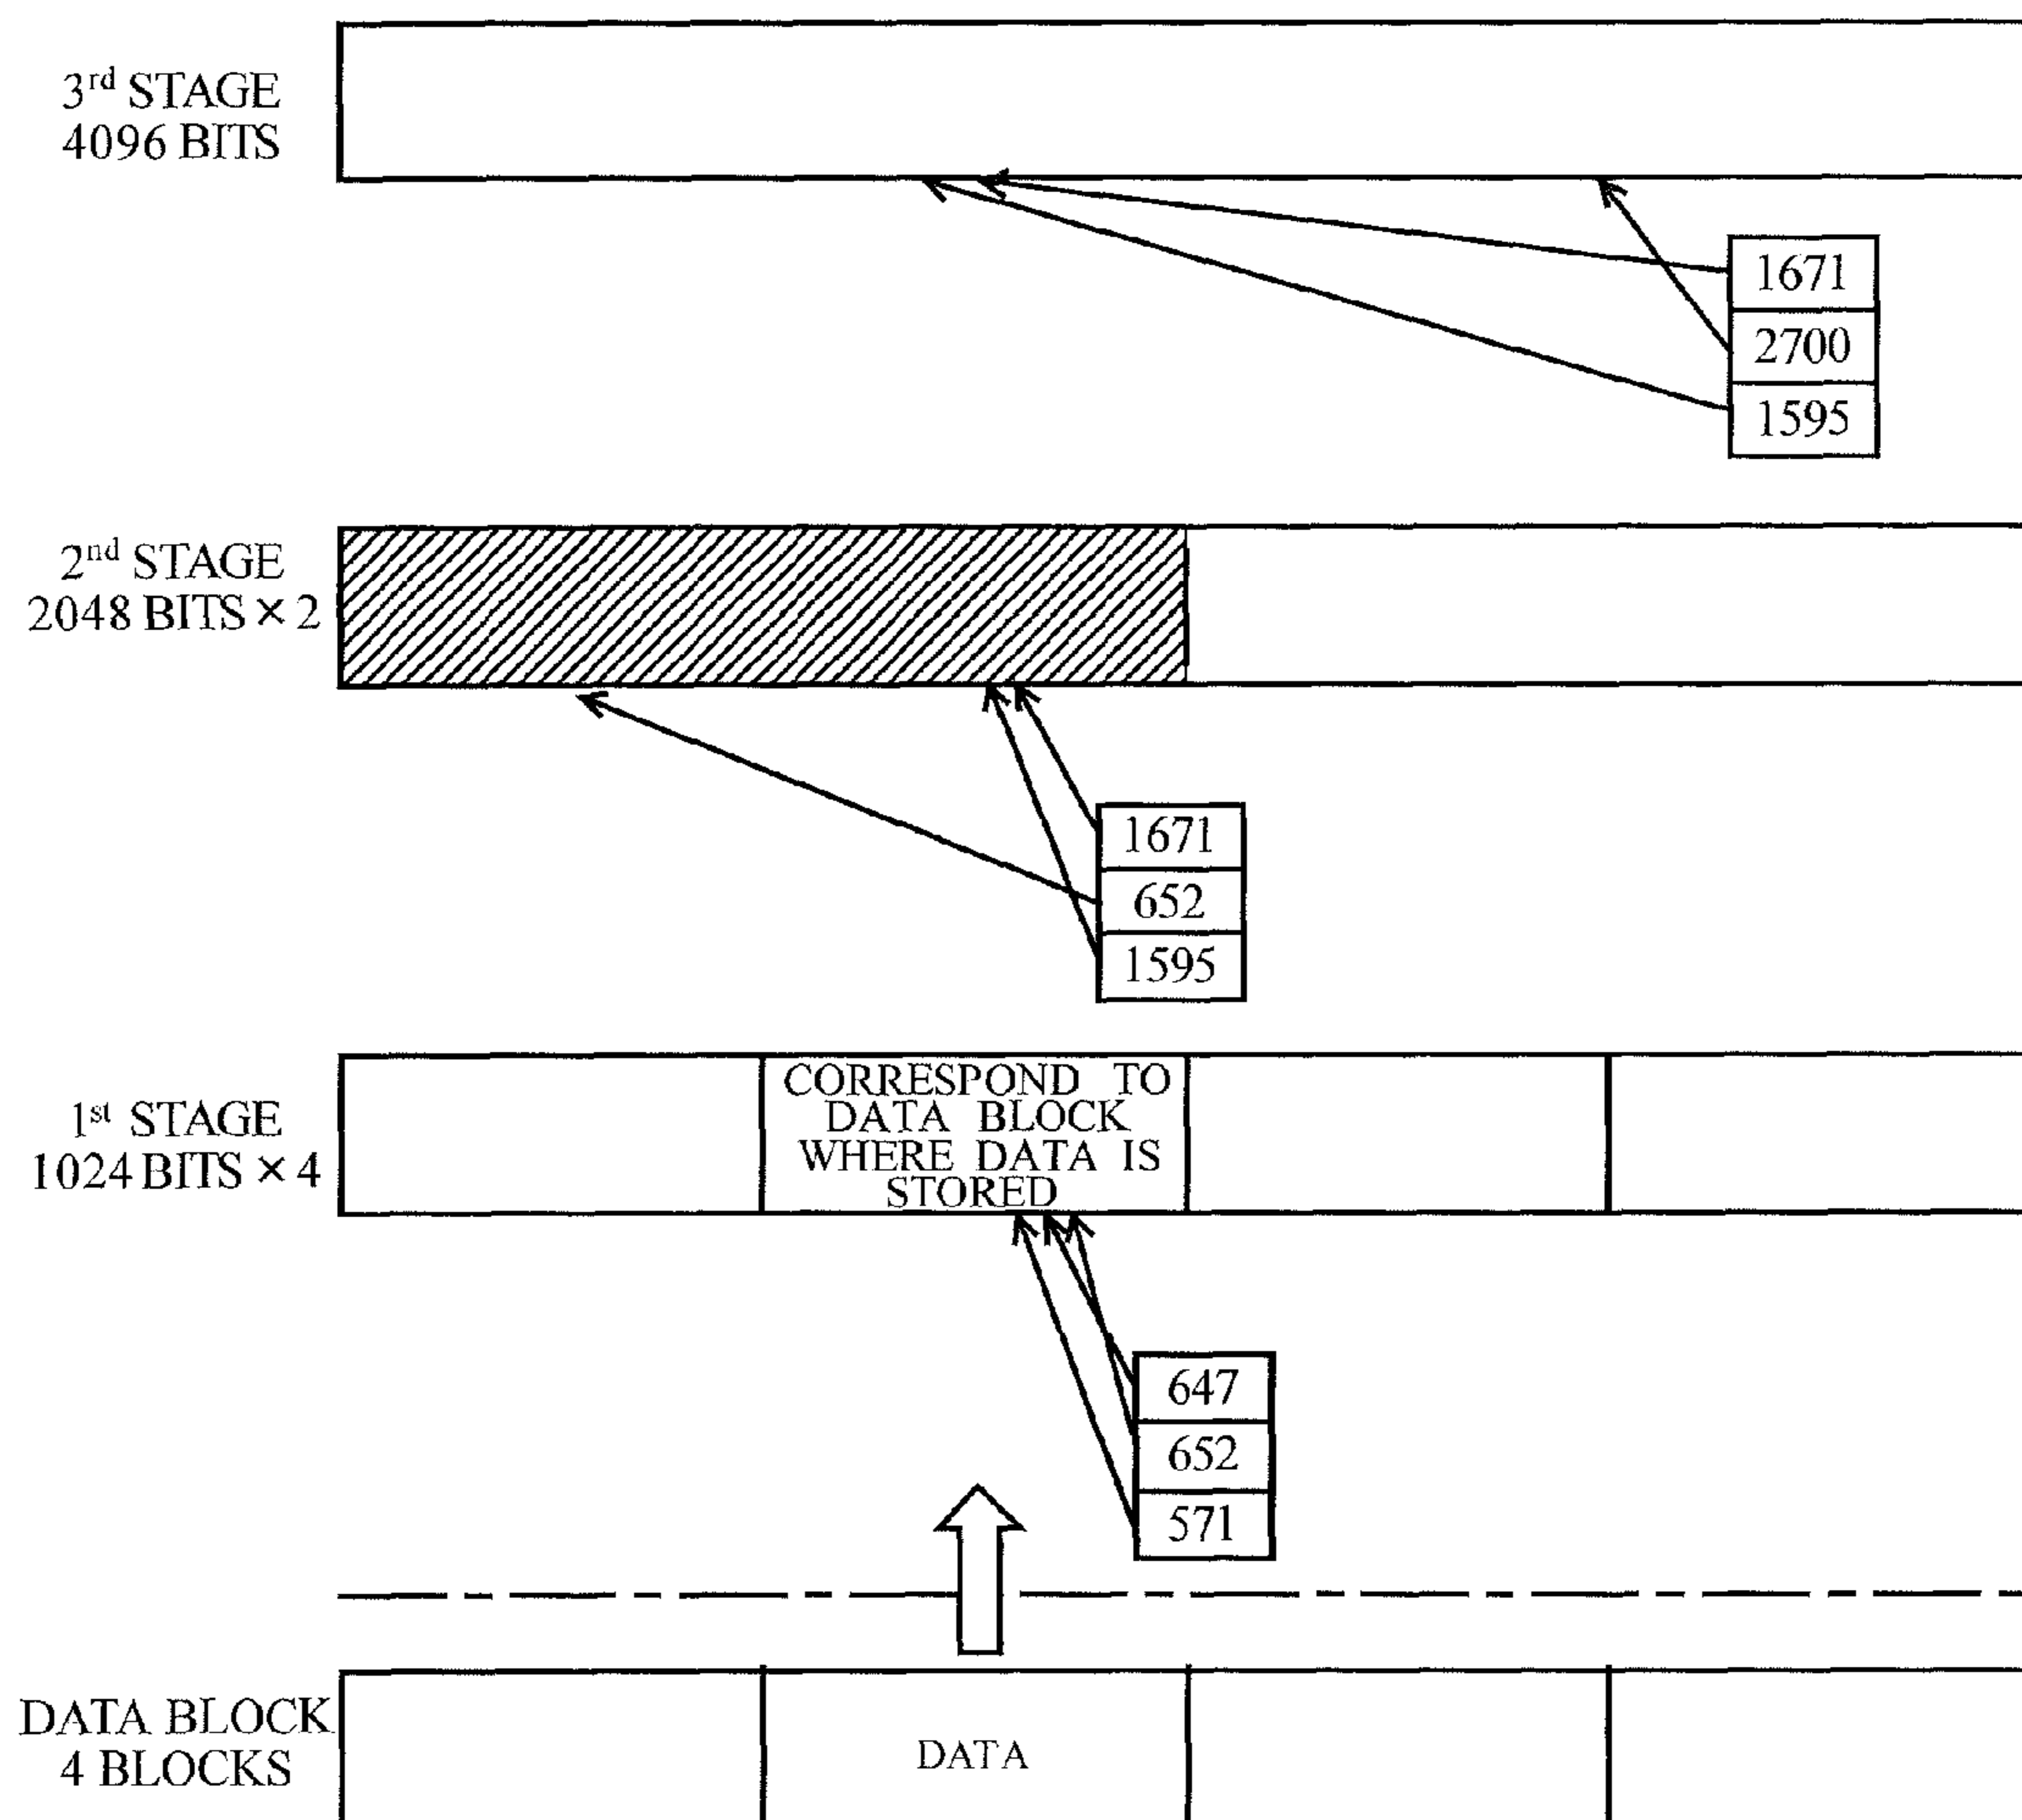 3rd STAGE
4096 BITS
1671
2700
1595
2nd STAGE
2048 BITS × 2
1671
652
1595
1st STAGE
1024 BITS × 4
CORRESPOND TO
DATA BLOCK
WHERE DATA IS
STORED
647
652
571
DATA BLOCK
4 BLOCKS
DATA